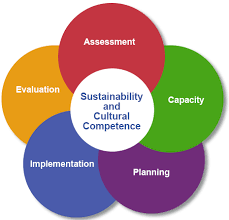 Assessment
Evaluation
Sustainability
and
Cultural
Competence
Capacity
Implementation
Planning